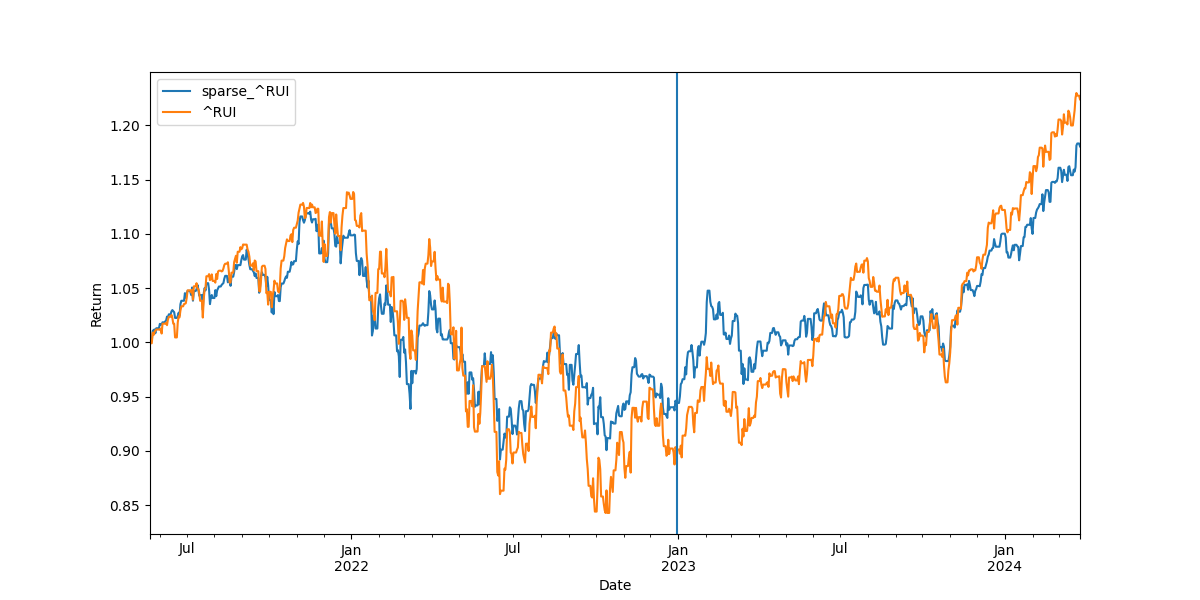 sparse_^RUI
^RUI
Return
1.20
1.15
1.10
1.05
1.00
0.95
0.90
0.85
Jul
Jan
2022
Jul
Jan
2023
Jul
Jan
2024
Date